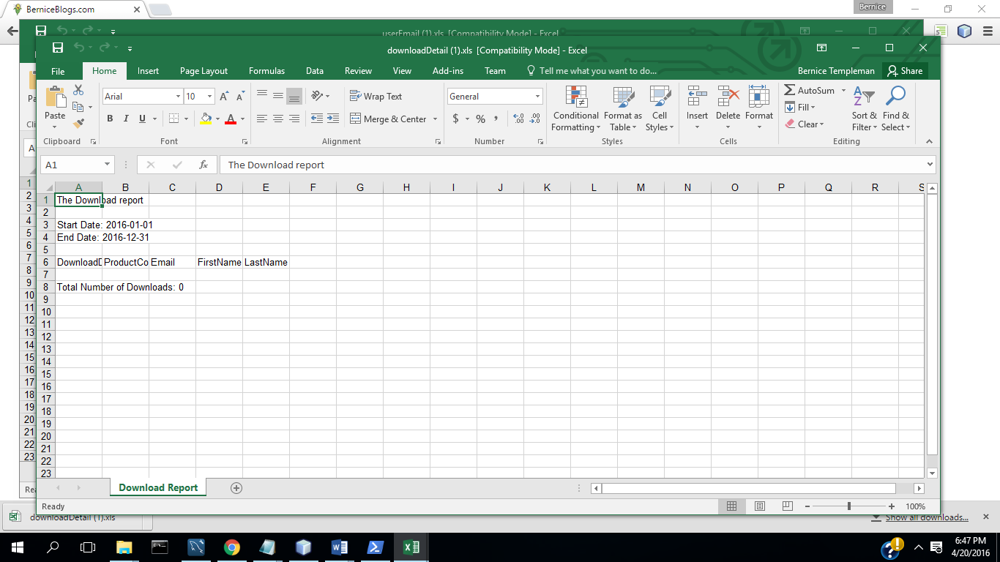 BerniceBlogs.com
Bernice
userEmail (1).xls [Compatibility Mode] - Excel
downloadDetail (1).xls [Compatibility Mode] - Excel
File Home Insert Page Layout Formulas Data Review View Add-ins Team Tell me what you want to do... Bernice Templeman Share
Arial 10 Wrap Text General AutoSum
Paste B I U A Merge & Center $ % Conditional Formatting Format as Table Cell Styles Insert Delete Format Fill Clear Sort & Filter Find & Select
Clipboard Font Alignment Number Styles Cells Editing
A1 fx The Download report
A B C D E F G H I J K L M N O P Q R S
1 The Download report
2
3 Start Date: 2016-01-01
4 End Date: 2016-12-31
5
6 ProductCo Email FirstName LastName
7
8 Total Number of Downloads: 0
9
10
11
12
13
14
15
16
17
18
19
20
21
22
23
Download Report
Ready 100%
downloadDetail (1).xls Show all downloads...
6:47 PM
4/20/2016